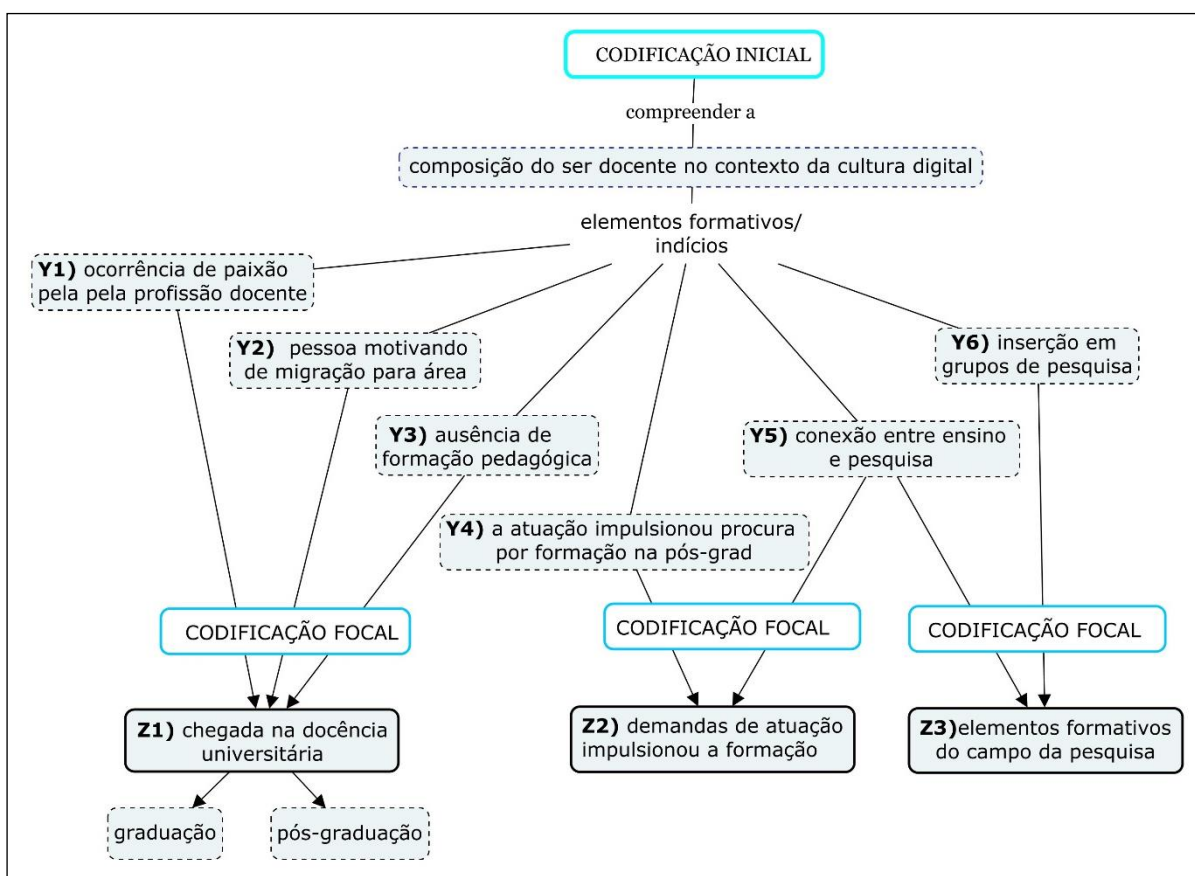 CODIFICAÇÃO INICIAL
compreender a
composição do ser docente no contexto da cultura digital
elementos formativos/
indícios
Y1) ocorrência de paixão
pela pela profissão docente
Y2) pessoa motivando
de migração para área
Y6) inserção em
grupos de pesquisa
Y3) ausência de
formação pedagógica
Y5) conexão entre ensino
e pesquisa
Y4) a atuação impulsionou procura
por formação na pós-grad
CODIFICAÇÃO FOCAL
CODIFICAÇÃO FOCAL
CODIFICAÇÃO FOCAL
Z1) chegada na docência
universitária
Z2) demandas de atuação
impulsionou a formação
Z3)elementos formativos
do campo da pesquisa
graduação
pós-graduação